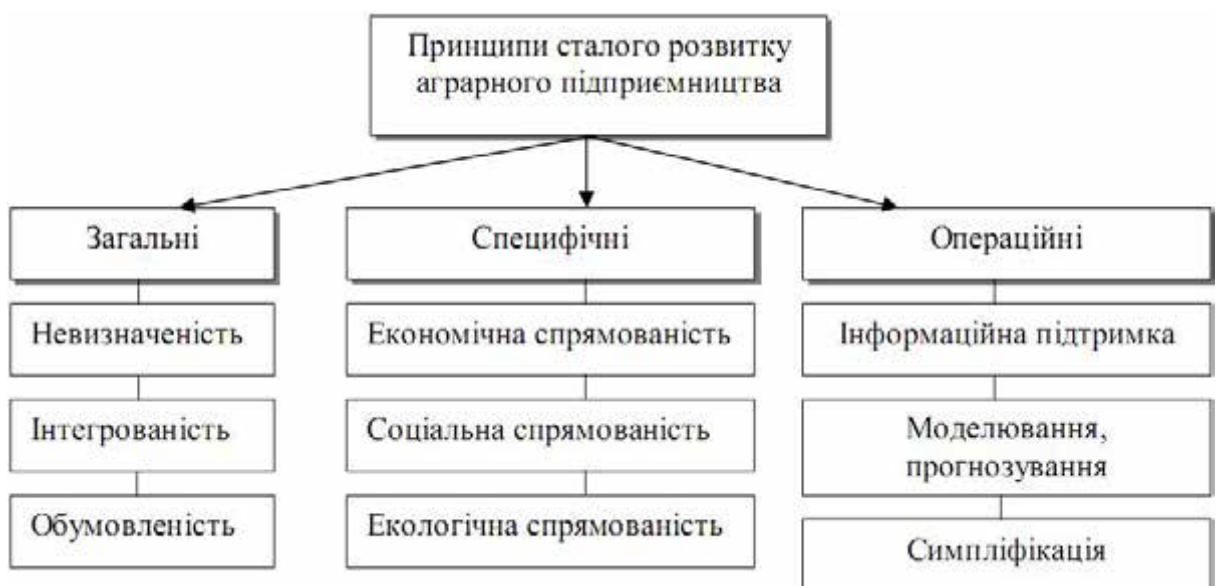 Принципи сталого розвитку
аграрного підприємництва
Загальні
Специфічні
Операційні
Невизначеність
Економічна спрямованість
Інформаційна підтримка
Інтегрованість
Соціальна спрямованість
Моделювання,
прогнозування
Обумовленість
Екологічна спрямованість
Симпліфікація